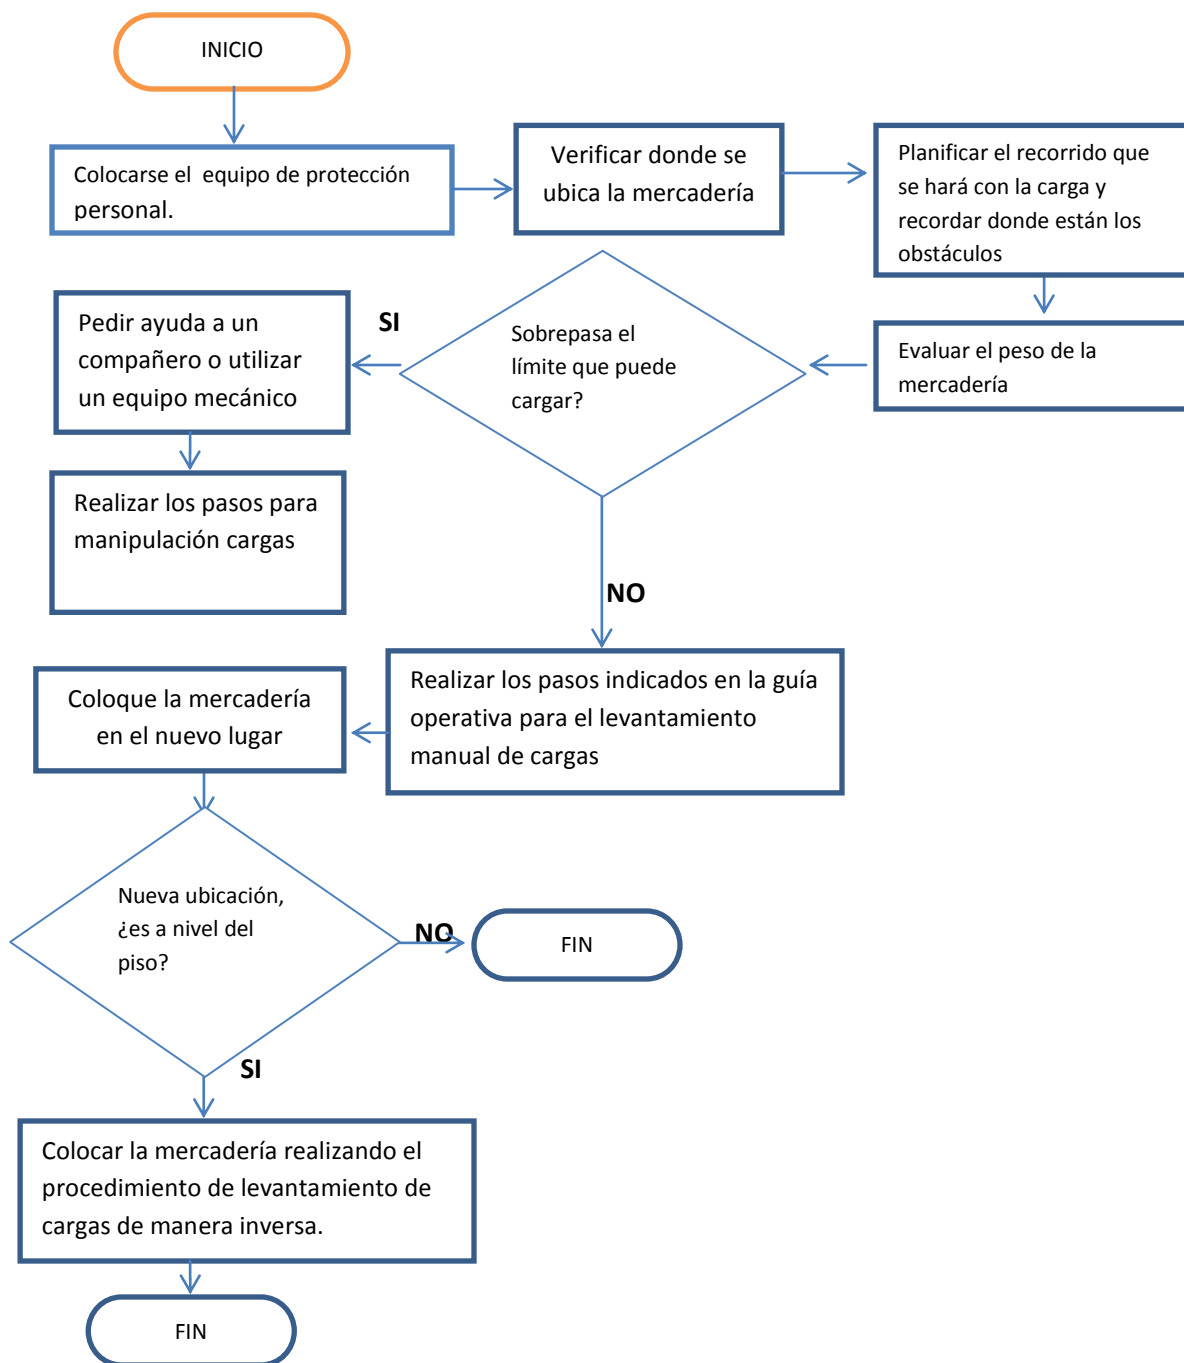 INICIO
Colocarse el  equipo de protección
personal.
Verificar donde se
ubica la mercadería
Planificar el recorrido que
se hará con la carga y
recordar donde están los
obstáculos
Evaluar el peso de la
mercadería
Sobrepasa el
límite que puede
cargar?
SI
Pedir ayuda a un
compañero o utilizar
un equipo mecánico
Realizar los pasos para
manipulación cargas
NO
Realizar los pasos indicados en la guía
operativa para el levantamiento
manual de cargas
Coloque la mercadería
en el nuevo lugar
Nueva ubicación,
¿es a nivel del
piso?
NO
FIN
SI
Colocar la mercadería realizando el
procedimiento de levantamiento de
cargas de manera inversa.
FIN